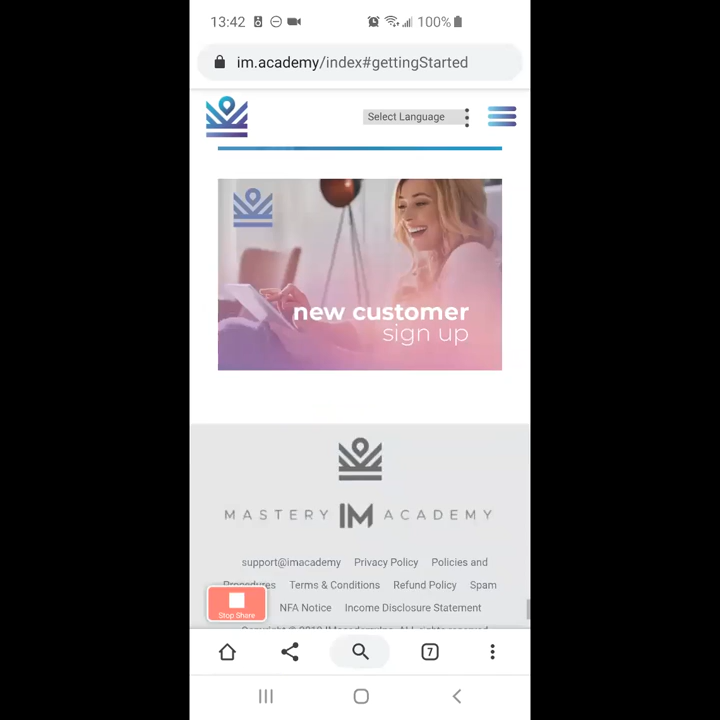 13:42 100%
im.academy/index#gettingStarted
Select Language
new customer
sign up
MASTERY IM ACADEMY
support@imacademy Privacy Policy Policies and
Procedures Terms & Conditions Refund Policy Spam
NFA Notice Income Disclosure Statement
Stop Share
7